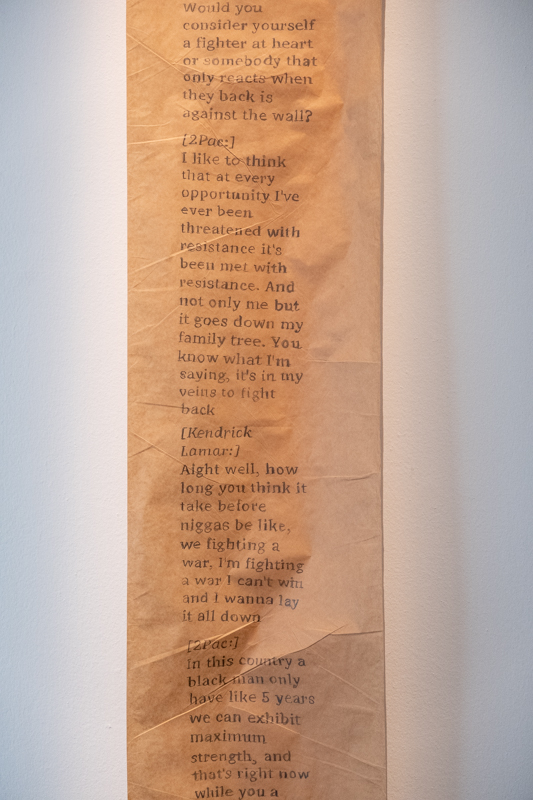 Would you
consider yourself
a fighter at heart
or somebody that
only reacts when
they back is
against the wall?
[2Pac:]
I like to think
that at every
opportunity I've
ever been
threatened with
resistance it's
been met with
resistance. And
not only me but
it goes down my
family tree. You
know what I'm
saying, it's in my
veins to fight
back
[Kendrick
Lamar:]
Aight well, how
long you think it
take before
niggas be like,
we fighting a
war, I'm fighting
a war I can't win
and I wanna lay
it all down
[2Pac:]
In this country a
black man only
have like 5 years
we can exhibit
maximum
strength, and
that's right now
while you a